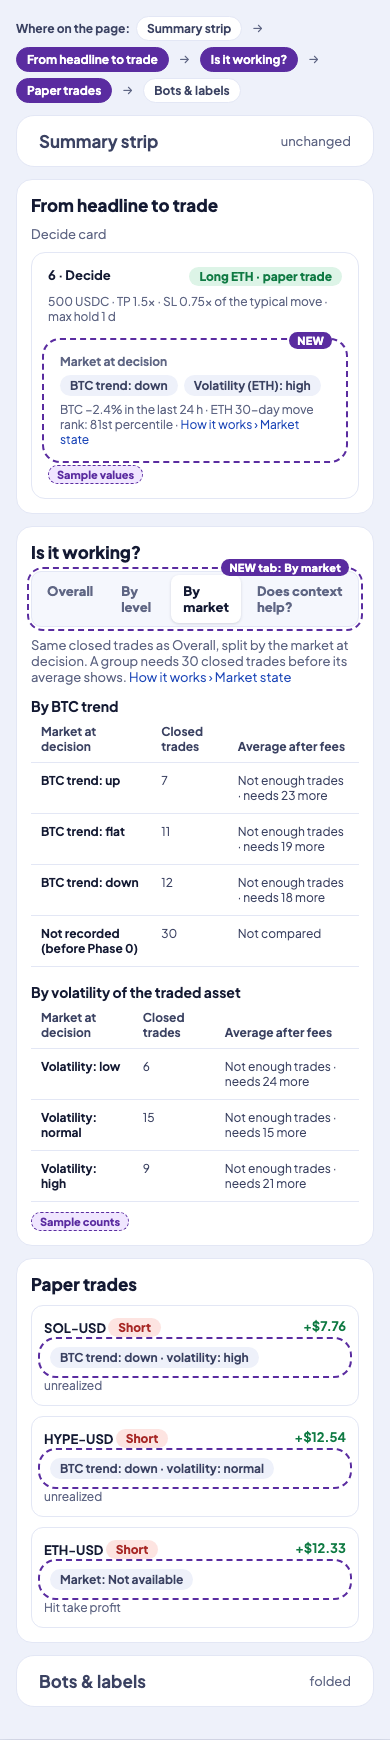 Where on the page: Summary strip →
From headline to trade → Is it working? →
Paper trades → Bots & labels
Summary strip unchanged
From headline to trade
Decide card
6 · Decide Long ETH · paper trade
500 USDC · TP 1.5× · SL 0.75× of the typical move ·
max hold 1 d
NEW
Market at decision
BTC trend: down Volatility (ETH): high
BTC −2.4% in the last 24 h · ETH 30-day move
rank: 81st percentile · How it works › Market
state
Sample values
Is it working?
NEW tab: By market
Overall By level By market Does context help?
Same closed trades as Overall, split by the market at
decision. A group needs 30 closed trades before its
average shows. How it works › Market state
By BTC trend
Market at decision Closed trades Average after fees
BTC trend: up 7 Not enough trades
· needs 23 more
BTC trend: flat 11 Not enough trades
· needs 19 more
BTC trend: down 12 Not enough trades
· needs 18 more
Not recorded 30 Not compared
(before Phase 0)
By volatility of the traded asset
Market at decision Closed trades Average after fees
Volatility: low 6 Not enough trades ·
needs 24 more
Volatility: normal 15 Not enough trades ·
needs 15 more
Volatility: high 9 Not enough trades ·
needs 21 more
Sample counts
Paper trades
SOL-USD Short +$7.76
BTC trend: down · volatility: high
unrealized
HYPE-USD Short +$12.54
BTC trend: down · volatility: normal
unrealized
ETH-USD Short +$12.33
Market: Not available
Hit take profit
Bots & labels folded